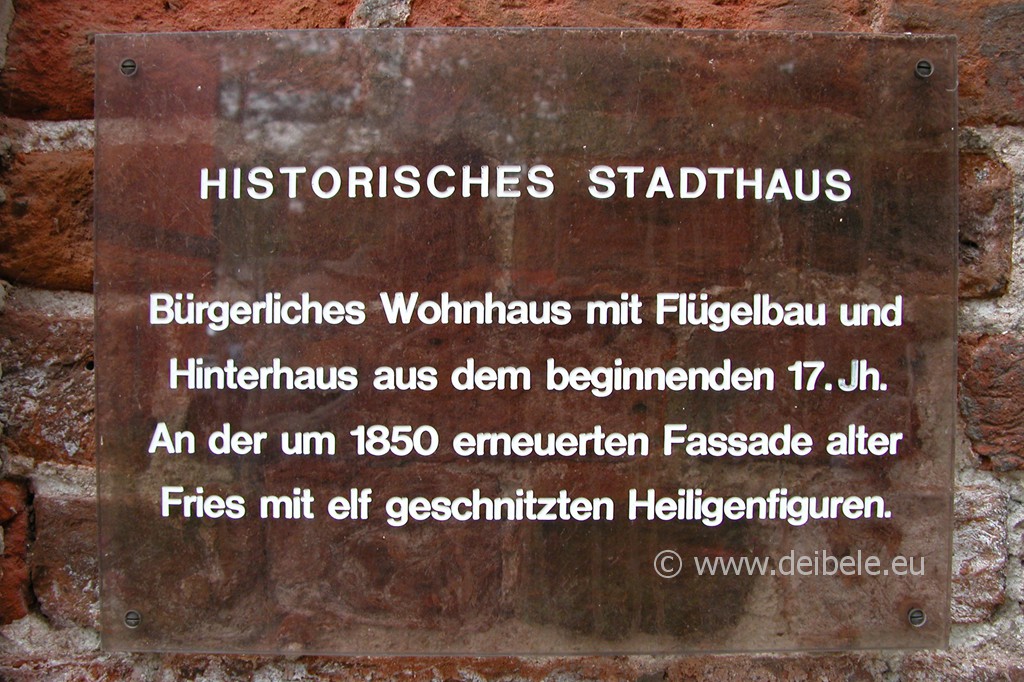 HISTORISCHES STADTHAUS
Bürgerliches Wohnhaus mit Flügelbau und
Hinterhaus aus dem beginnenden 17. Jh.
An der um 1850 erneuerten Fassade alter
Fries mit elf geschnitzten Heiligenfiguren.
© www.deibele.eu